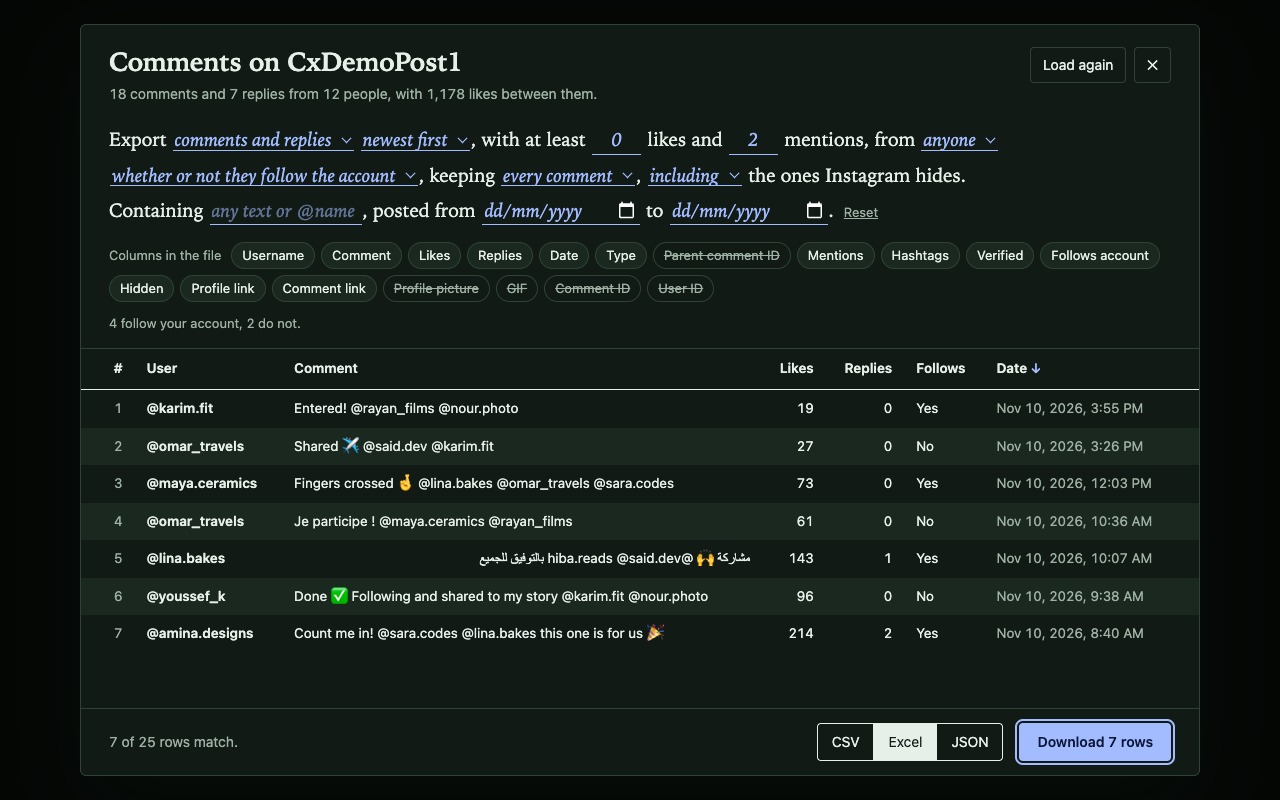 Comments on CxDemoPost1
Load again ✕
18 comments and 7 replies from 12 people, with 1,178 likes between them.
Export comments and replies newest first , with at least 0 likes and 2 mentions, from anyone
whether or not they follow the account , keeping every comment , including the ones Instagram hides.
Containing any text or @name , posted from dd/mm/yyyy to dd/mm/yyyy . Reset
Columns in the file Username Comment Likes Replies Date Type Parent comment ID Mentions Hashtags Verified Follows account
Hidden Profile link Comment link Profile picture GIF Comment ID User ID
4 follow your account, 2 do not.
# User Comment Likes Replies Follows Date ↓
1 @karim.fit Entered! @rayan_films @nour.photo 19 0 Yes Nov 10, 2026, 3:55 PM
2 @omar_travels Shared ✈️ @said.dev @karim.fit 27 0 No Nov 10, 2026, 3:26 PM
3 @maya.ceramics Fingers crossed 🤞 @lina.bakes @omar_travels @sara.codes 73 0 Yes Nov 10, 2026, 12:03 PM
4 @omar_travels Je participe ! @maya.ceramics @rayan_films 61 0 No Nov 10, 2026, 10:36 AM
5 @lina.bakes مشاركة 🙌 @said.dev @hiba.reads بالتوفيق للجميع 143 1 Yes Nov 10, 2026, 10:07 AM
6 @youssef_k Done ✅ Following and shared to my story @karim.fit @nour.photo 96 0 No Nov 10, 2026, 9:38 AM
7 @amina.designs Count me in! @sara.codes @lina.bakes this one is for us 🎉 214 2 Yes Nov 10, 2026, 8:40 AM
7 of 25 rows match. CSV Excel JSON Download 7 rows